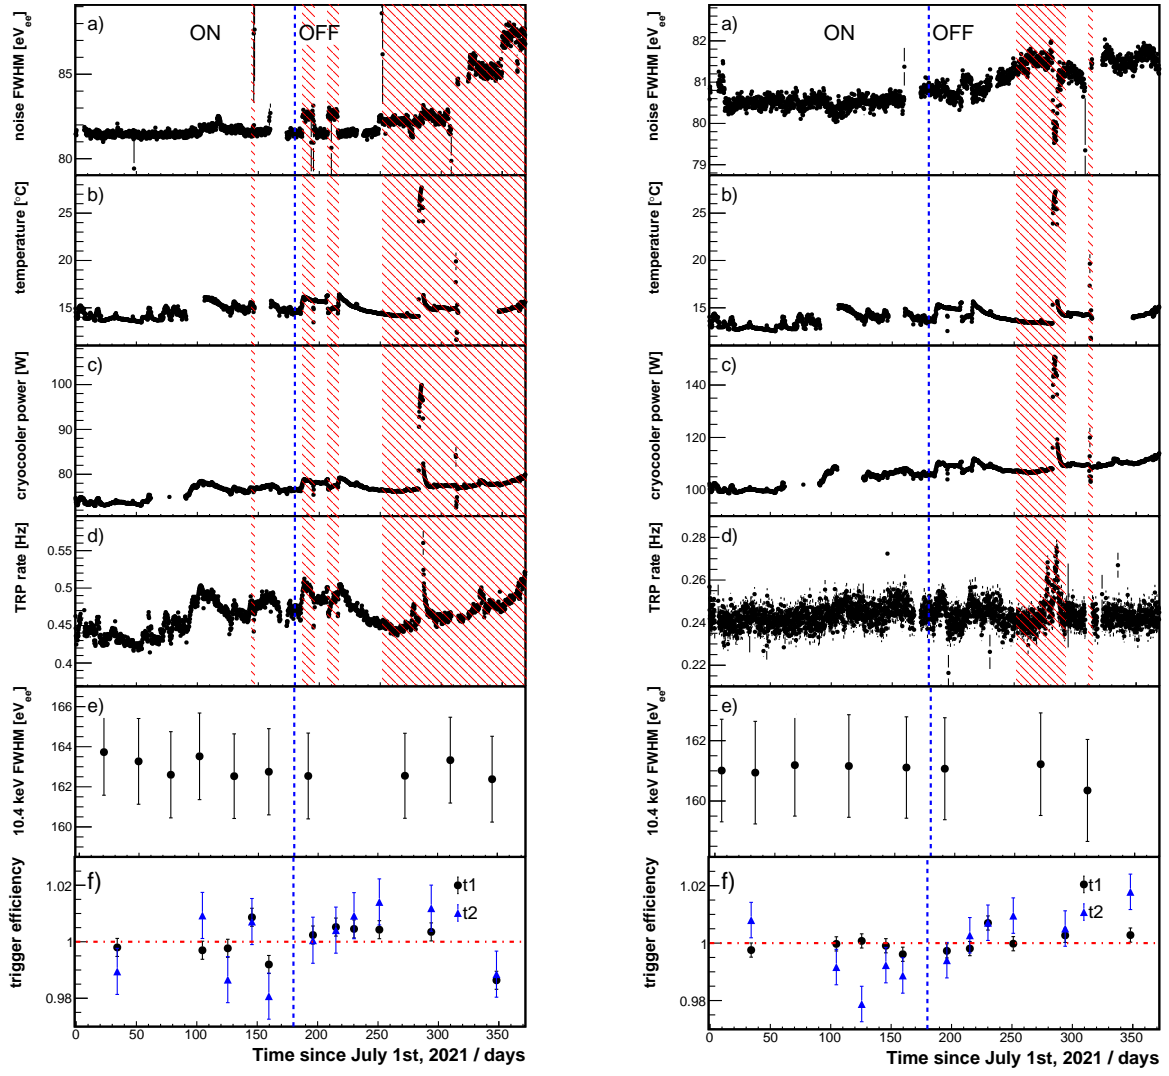 noise FWHM [eV_ee]
85
80
a)
ON
OFF
temperature [°C]
25
20
15
b)
cryocooler power [W]
100
90
80
70
c)
TRP rate [Hz]
0.55
0.5
0.45
0.4
d)
10.4 keV FWHM [eV_ee]
166
164
162
160
e)
trigger efficiency
1.02
1
0.98
f)
t1
t2
0 50 100 150 200 250 300 350
Time since July 1st, 2021 / days
noise FWHM [eV_ee]
82
81
80
79
a)
ON
OFF
temperature [°C]
25
20
15
b)
cryocooler power [W]
140
120
100
c)
TRP rate [Hz]
0.28
0.26
0.24
0.22
d)
10.4 keV FWHM [eV_ee]
162
160
e)
trigger efficiency
1.02
1
0.98
f)
t1
t2
0 50 100 150 200 250 300 350
Time since July 1st, 2021 / days